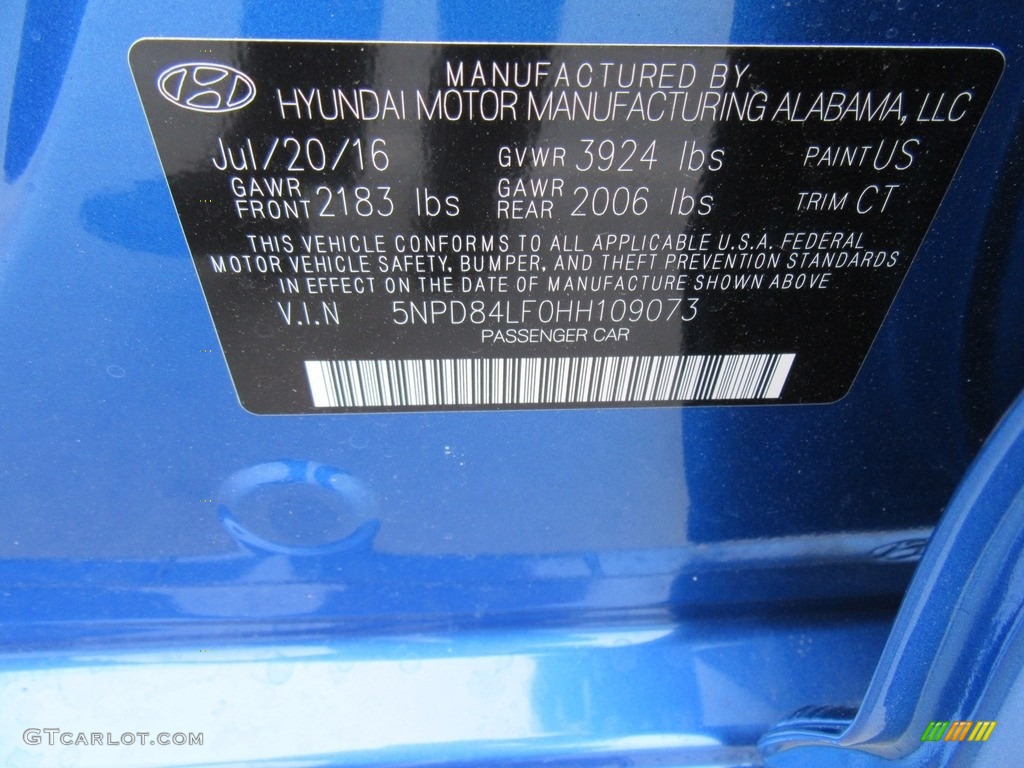 MANUFACTURED BY
HYUNDAI MOTOR MANUFACTURING ALABAMA, LLC
Jul/20/16 GVWR 3924 lbs PAINT US
GAWR FRONT 2183 lbs GAWR REAR 2006 lbs TRIM CT
THIS VEHICLE CONFORMS TO ALL APPLICABLE U.S.A. FEDERAL
MOTOR VEHICLE SAFETY, BUMPER, AND THEFT PREVENTION STANDARDS
IN EFFECT ON THE DATE OF MANUFACTURE SHOWN ABOVE
V.I.N 5NPD84LF0HH109073
PASSENGER CAR
GTCARLOT.COM